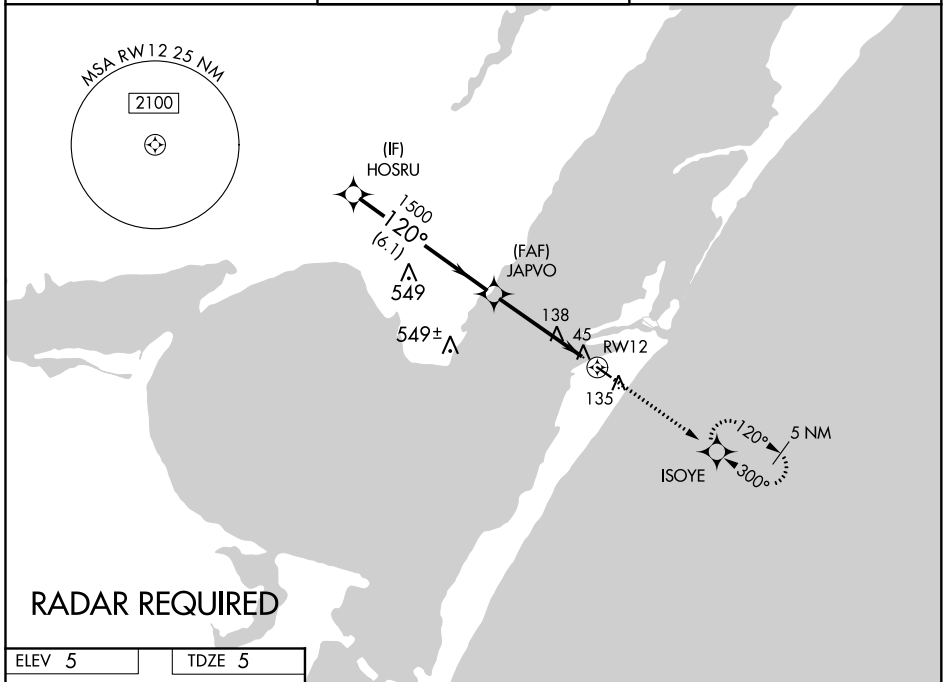 MSA RW12 25 NM
2100
(IF)
HOSRU
1500
120°
(6.1)
(FAF)
JAPVO
549
549±
138
45
RW12
135
120°
5 NM
300°
ISOYE
RADAR REQUIRED
ELEV 5
TDZE 5